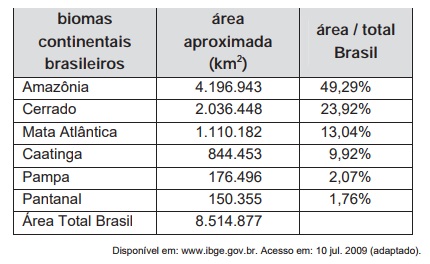 biomas continentais brasileiros | área aproximada (km²) | área / total Brasil
Amazônia 4.196.943 49,29%
Cerrado 2.036.448 23,92%
Mata Atlântica 1.110.182 13,04%
Caatinga 844.453 9,92%
Pampa 176.496 2,07%
Pantanal 150.355 1,76%
Área Total Brasil 8.514.877
Disponível em: www.ibge.gov.br. Acesso em: 10 jul. 2009 (adaptado).